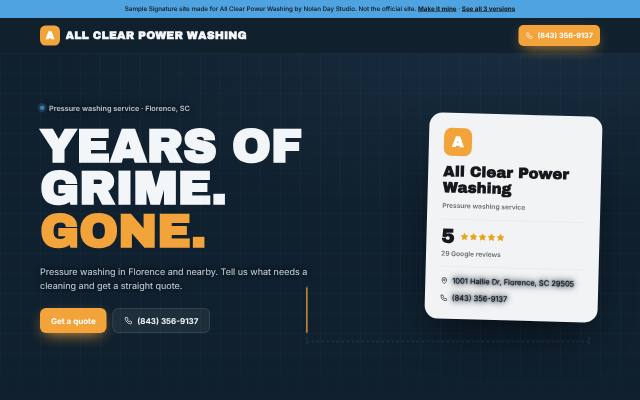 Sample Signature site made for All Clear Power Washing by Nolan Day Studio. Not the official site. Make it mine · See all 3 versions
A ALL CLEAR POWER WASHING
(843) 356-9137
Pressure washing service · Florence, SC
YEARS OF
GRIME.
GONE.
Pressure washing in Florence and nearby. Tell us what needs a
cleaning and get a straight quote.
Get a quote
(843) 356-9137
A
All Clear Power
Washing
Pressure washing service
5
29 Google reviews
1001 Hallie Dr, Florence, SC 29505
(843) 356-9137